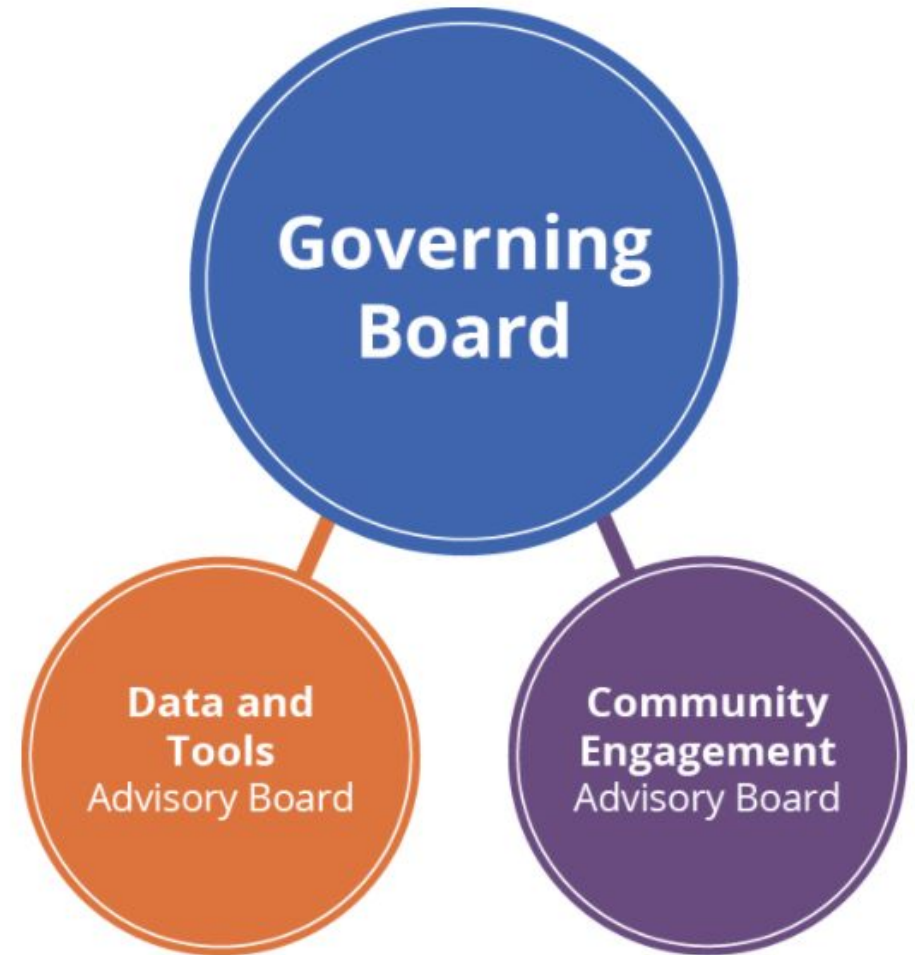 Governing
Board
Data and
Tools
Advisory Board
Community
Engagement
Advisory Board